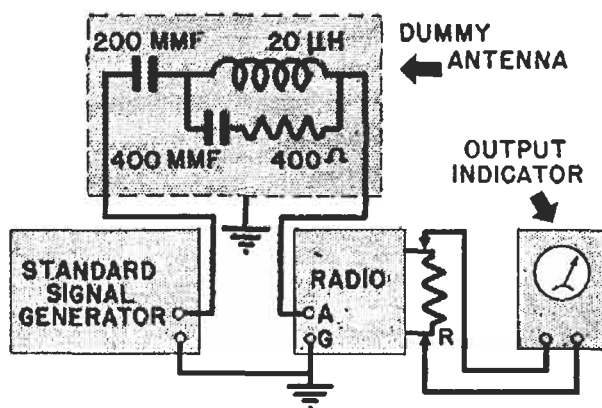 200 MMF
20 µH
400 MMF
400 Ω
DUMMY
ANTENNA
OUTPUT
INDICATOR
STANDARD
SIGNAL
GENERATOR
RADIO
A
G
R